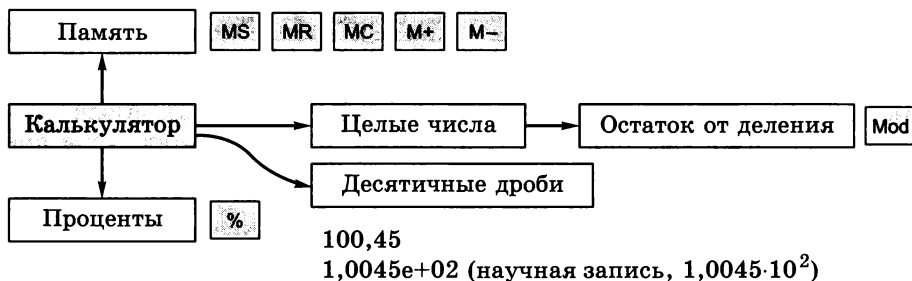 Память MS MR MC M+ M−
Калькулятор Целые числа Остаток от деления Mod
Десятичные дроби
Проценты %
100,45
1,0045e+02 (научная запись, 1,0045·10²)